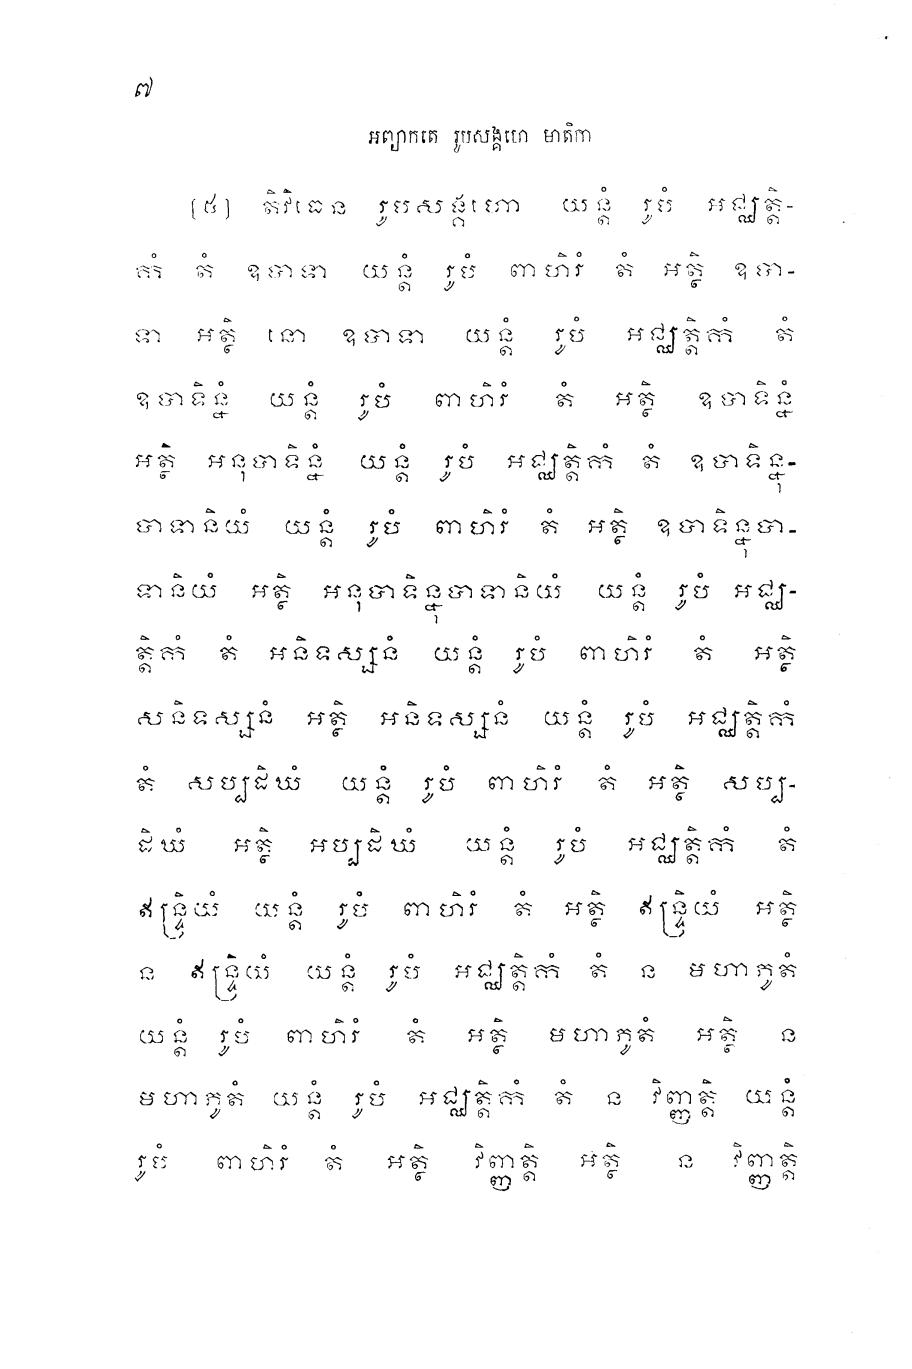 ៧
អព្យាកតេ រូបសង្គហេ មាតិកា
[៥] តិវិធេន រូបសង្គហោ យន្តំ រូបំ អជ្ឈត្តិ-
កំ តំ ឧបាទា យន្តំ រូបំ ពាហិរំ តំ អត្ថិ ឧបា-
ទា អត្ថិ នោ ឧបាទា យន្តំ រូបំ អជ្ឈត្តិកំ តំ
ឧបាទិន្នំ យន្តំ រូបំ ពាហិរំ តំ អត្ថិ ឧបាទិន្នំ
អត្ថិ អនុបាទិន្នំ យន្តំ រូបំ អជ្ឈត្តិកំ តំ ឧបាទិន្នុ-
បាទានិយំ យន្តំ រូបំ ពាហិរំ តំ អត្ថិ ឧបាទិន្នុបា-
ទានិយំ អត្ថិ អនុបាទិន្នុបាទានិយំ យន្តំ រូបំ អជ្ឈ-
ត្តិកំ តំ អនិទស្សនំ យន្តំ រូបំ ពាហិរំ តំ អត្ថិ
សនិទស្សនំ អត្ថិ អនិទស្សនំ យន្តំ រូបំ អជ្ឈត្តិកំ
តំ សប្បដិឃំ យន្តំ រូបំ ពាហិរំ តំ អត្ថិ សប្ប-
ដិឃំ អត្ថិ អប្បដិឃំ យន្តំ រូបំ អជ្ឈត្តិកំ តំ
ឥន្ទ្រិយំ យន្តំ រូបំ ពាហិរំ តំ អត្ថិ ឥន្ទ្រិយំ អត្ថិ
ន ឥន្ទ្រិយំ យន្តំ រូបំ អជ្ឈត្តិកំ តំ ន មហាភូតំ
យន្តំ រូបំ ពាហិរំ តំ អត្ថិ មហាភូតំ អត្ថិ ន
មហាភូតំ យន្តំ រូបំ អជ្ឈត្តិកំ តំ ន វិញ្ញត្តិ យន្តំ
រូបំ ពាហិរំ តំ អត្ថិ វិញ្ញត្តិ អត្ថិ ន វិញ្ញត្តិ